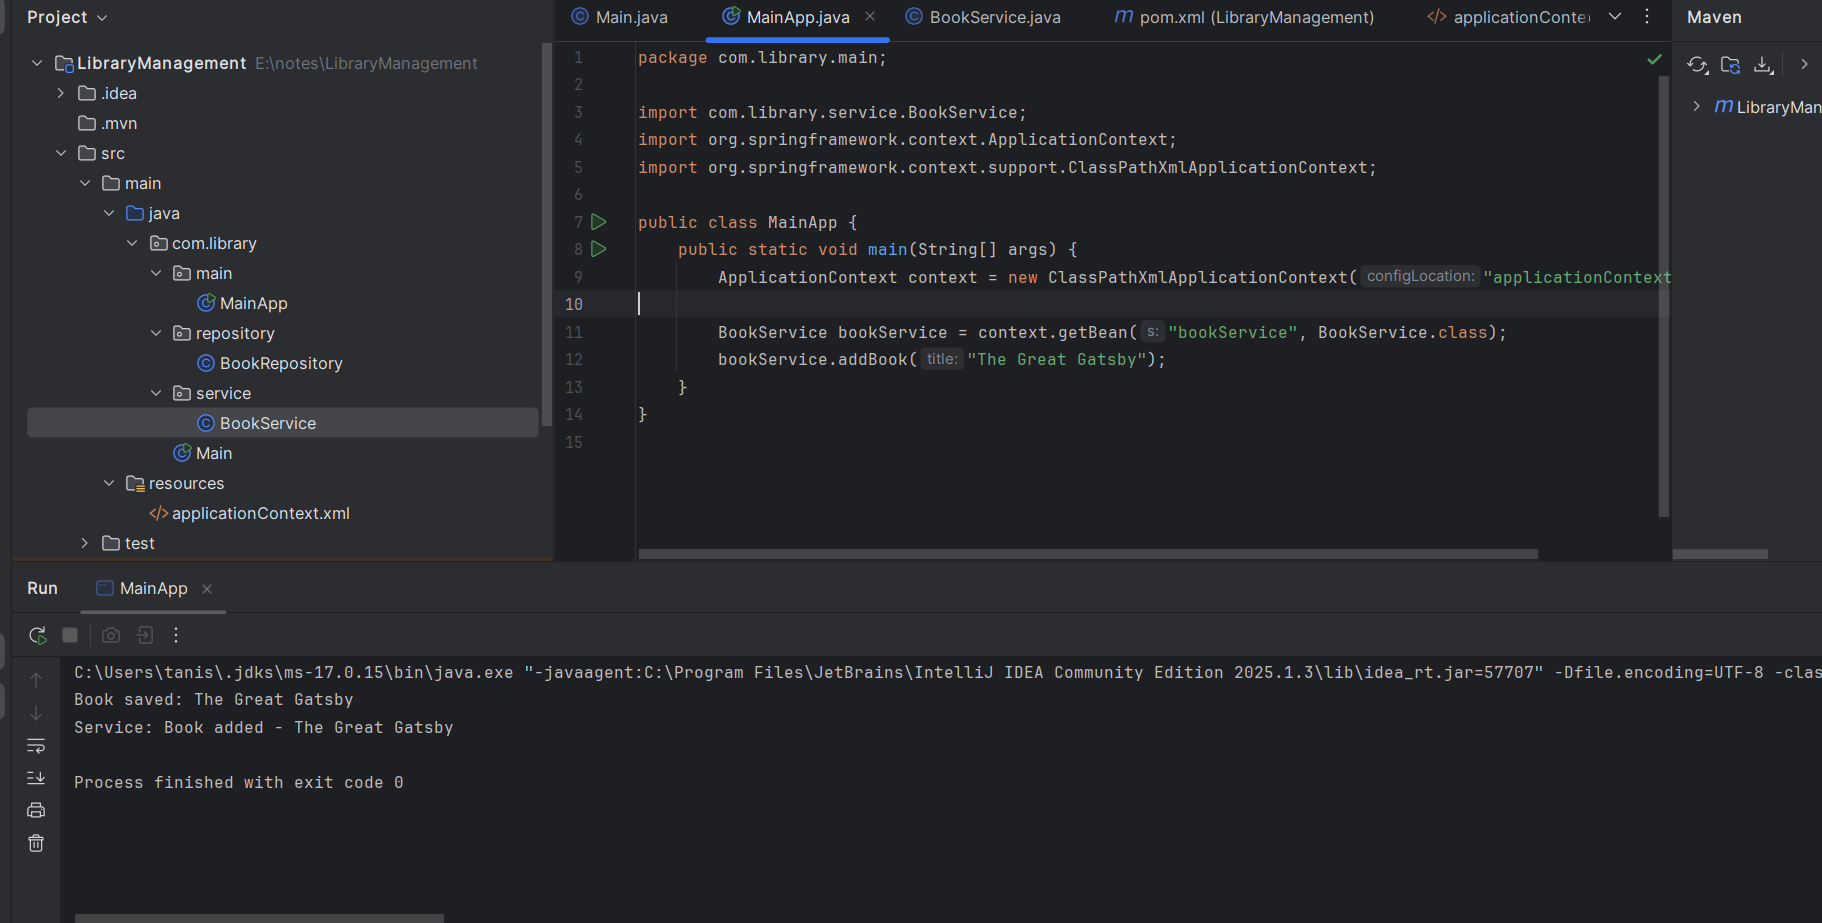 Project
LibraryManagement E:\notes\LibraryManagement
.idea
.mvn
src
main
java
com.library
main
MainApp
repository
BookRepository
service
BookService
Main
resources
applicationContext.xml
test
Main.java MainApp.java BookService.java pom.xml (LibraryManagement) applicationConte
1 package com.library.main;
2
3 import com.library.service.BookService;
4 import org.springframework.context.ApplicationContext;
5 import org.springframework.context.support.ClassPathXmlApplicationContext;
6
7 public class MainApp {
8 public static void main(String[] args) {
9 ApplicationContext context = new ClassPathXmlApplicationContext( configLocation: "applicationContext
10
11 BookService bookService = context.getBean( s: "bookService", BookService.class);
12 bookService.addBook( title: "The Great Gatsby");
13 }
14 }
15
Maven
LibraryMan
Run MainApp
C:\Users\tanis\.jdks\ms-17.0.15\bin\java.exe "-javaagent:C:\Program Files\JetBrains\IntelliJ IDEA Community Edition 2025.1.3\lib\idea_rt.jar=57707" -Dfile.encoding=UTF-8 -clas
Book saved: The Great Gatsby
Service: Book added - The Great Gatsby
Process finished with exit code 0